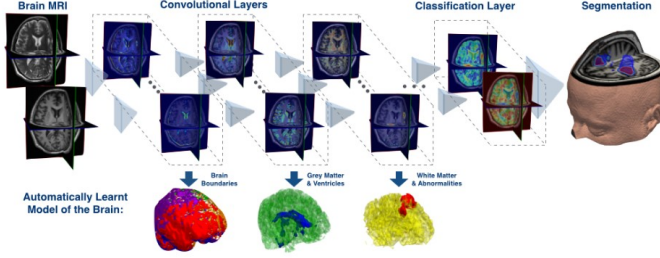 Brain MRI
Convolutional Layers
Classification Layer
Segmentation
Brain
Boundaries
Grey Matter
& Ventricles
White Matter
& Abnormalities
Automatically Learnt
Model of the Brain: